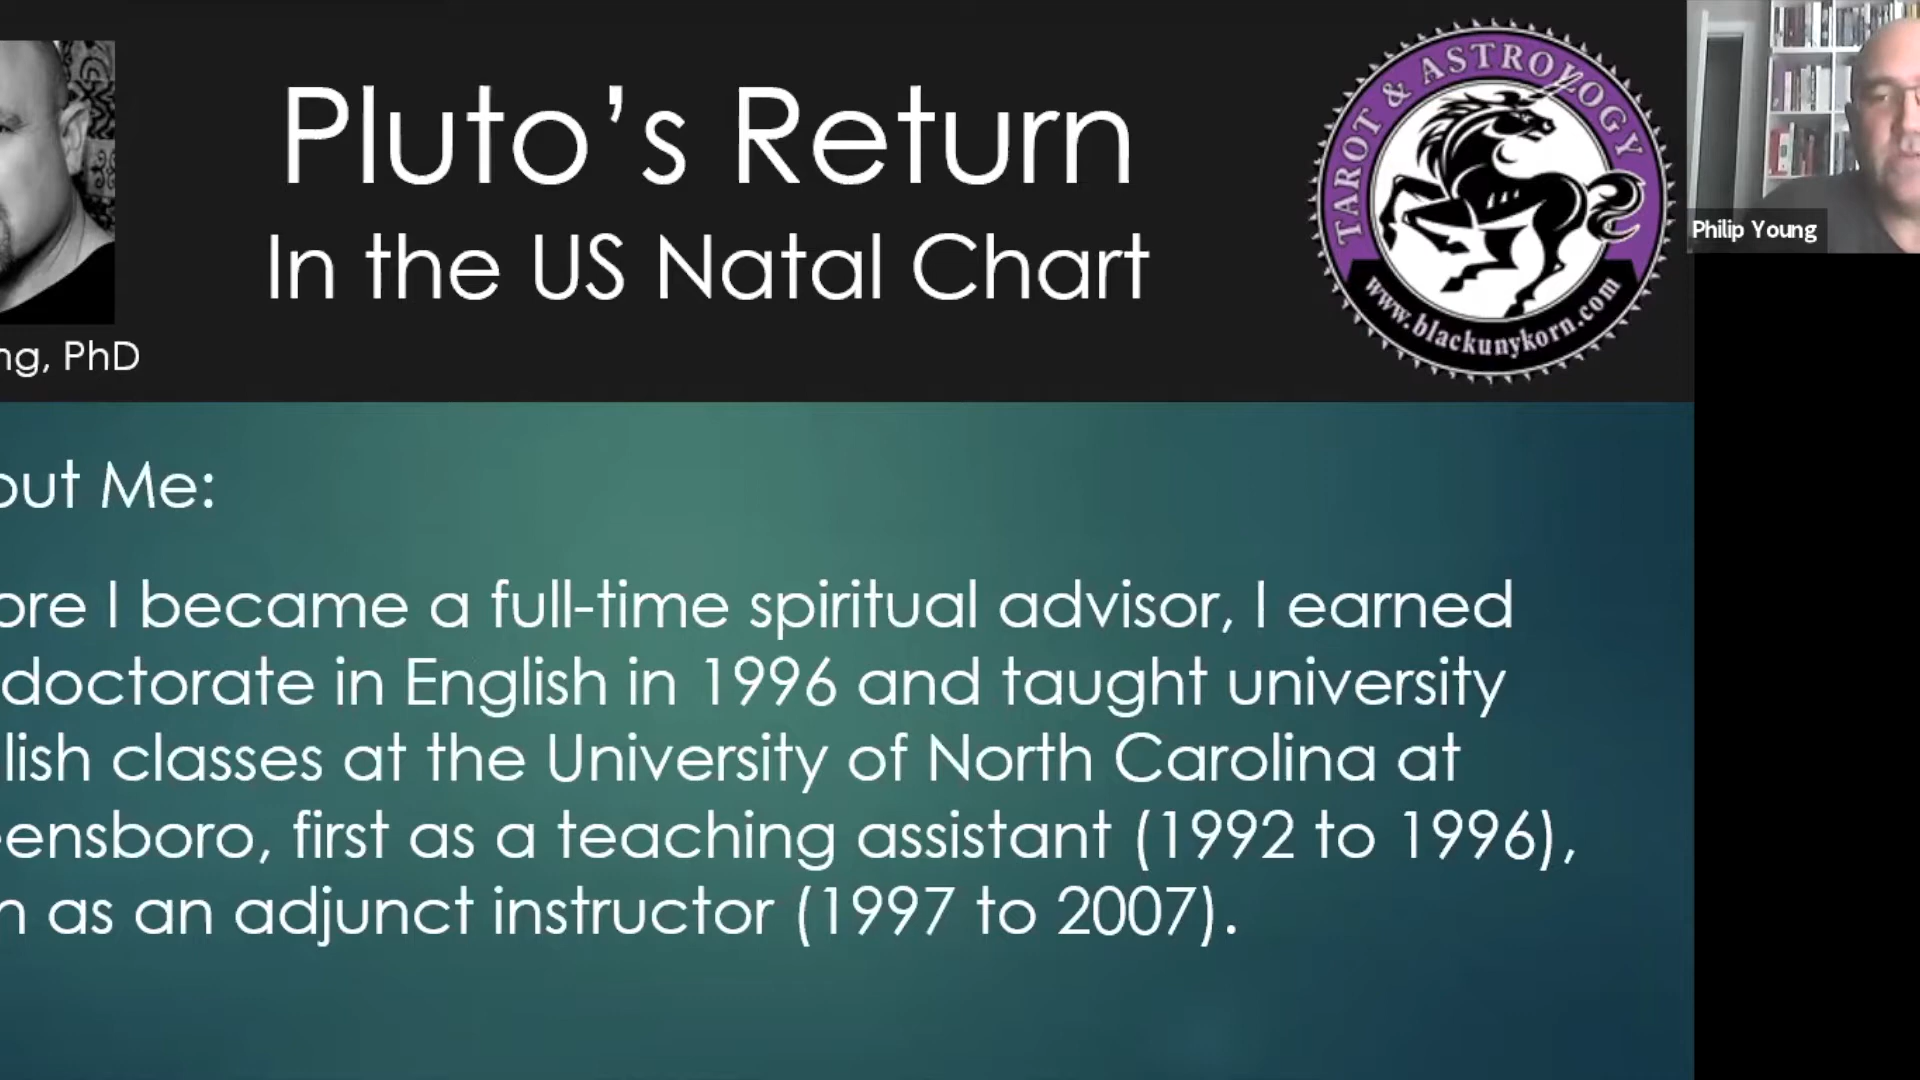 Pluto's Return
In the US Natal Chart
TAROT & ASTROLOGY
www.blackunykorn.com
Philip Young
ng, PhD
out Me:
ore I became a full-time spiritual advisor, I earned
doctorate in English in 1996 and taught university
lish classes at the University of North Carolina at
eensboro, first as a teaching assistant (1992 to 1996),
n as an adjunct instructor (1997 to 2007).